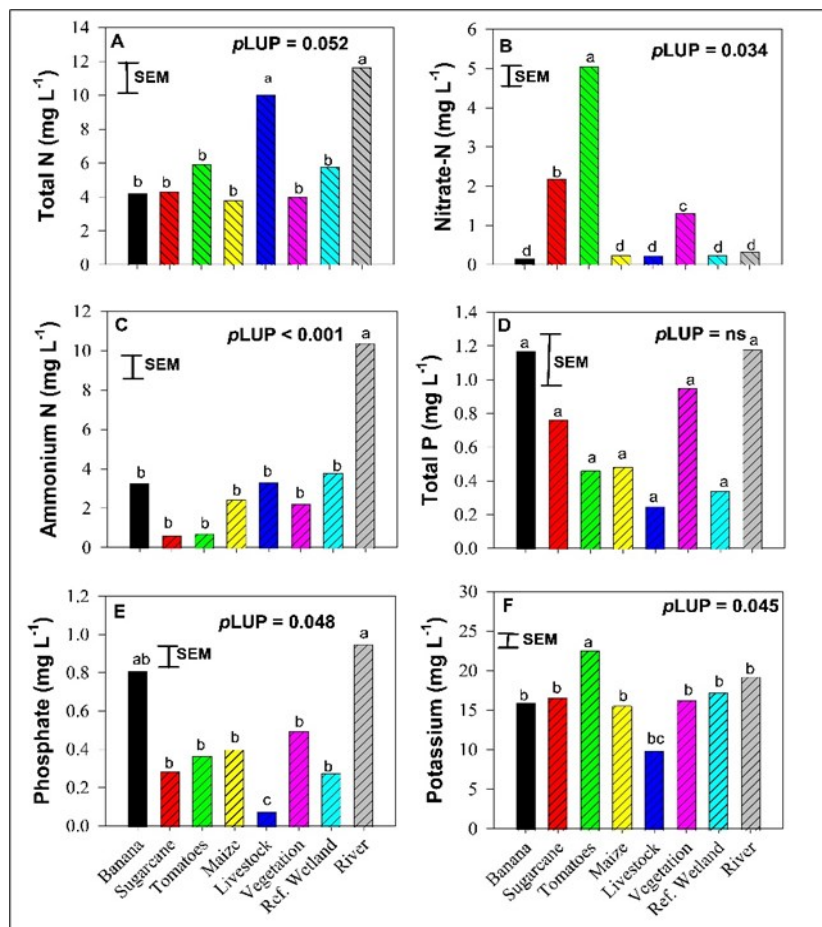 A
pLUP = 0.052
SEM
Total N (mg L⁻¹)
14
12
10
8
6
4
2
0
b
b
b
b
a
b
b
a
B
pLUP = 0.034
SEM
Nitrate-N (mg L⁻¹)
6
5
4
3
2
1
0
d
b
a
d
d
c
d
d
C
pLUP < 0.001
SEM
Ammonium N (mg L⁻¹)
12
10
8
6
4
2
0
b
b
b
b
b
b
b
a
D
pLUP = ns
SEM
Total P (mg L⁻¹)
1.4
1.2
1.0
0.8
0.6
0.4
0.2
0.0
a
a
a
a
a
a
a
a
E
pLUP = 0.048
SEM
Phosphate (mg L⁻¹)
1.2
1.0
0.8
0.6
0.4
0.2
0.0
ab
b
b
b
c
b
b
a
Banana
Sugarcane
Tomatoes
Maize
Livestock
Vegetation
Ref. Wetland
River
F
pLUP = 0.045
SEM
Potassium (mg L⁻¹)
30
25
20
15
10
5
0
b
b
a
b
bc
b
b
b
Banana
Sugarcane
Tomatoes
Maize
Livestock
Vegetation
Ref. Wetland
River